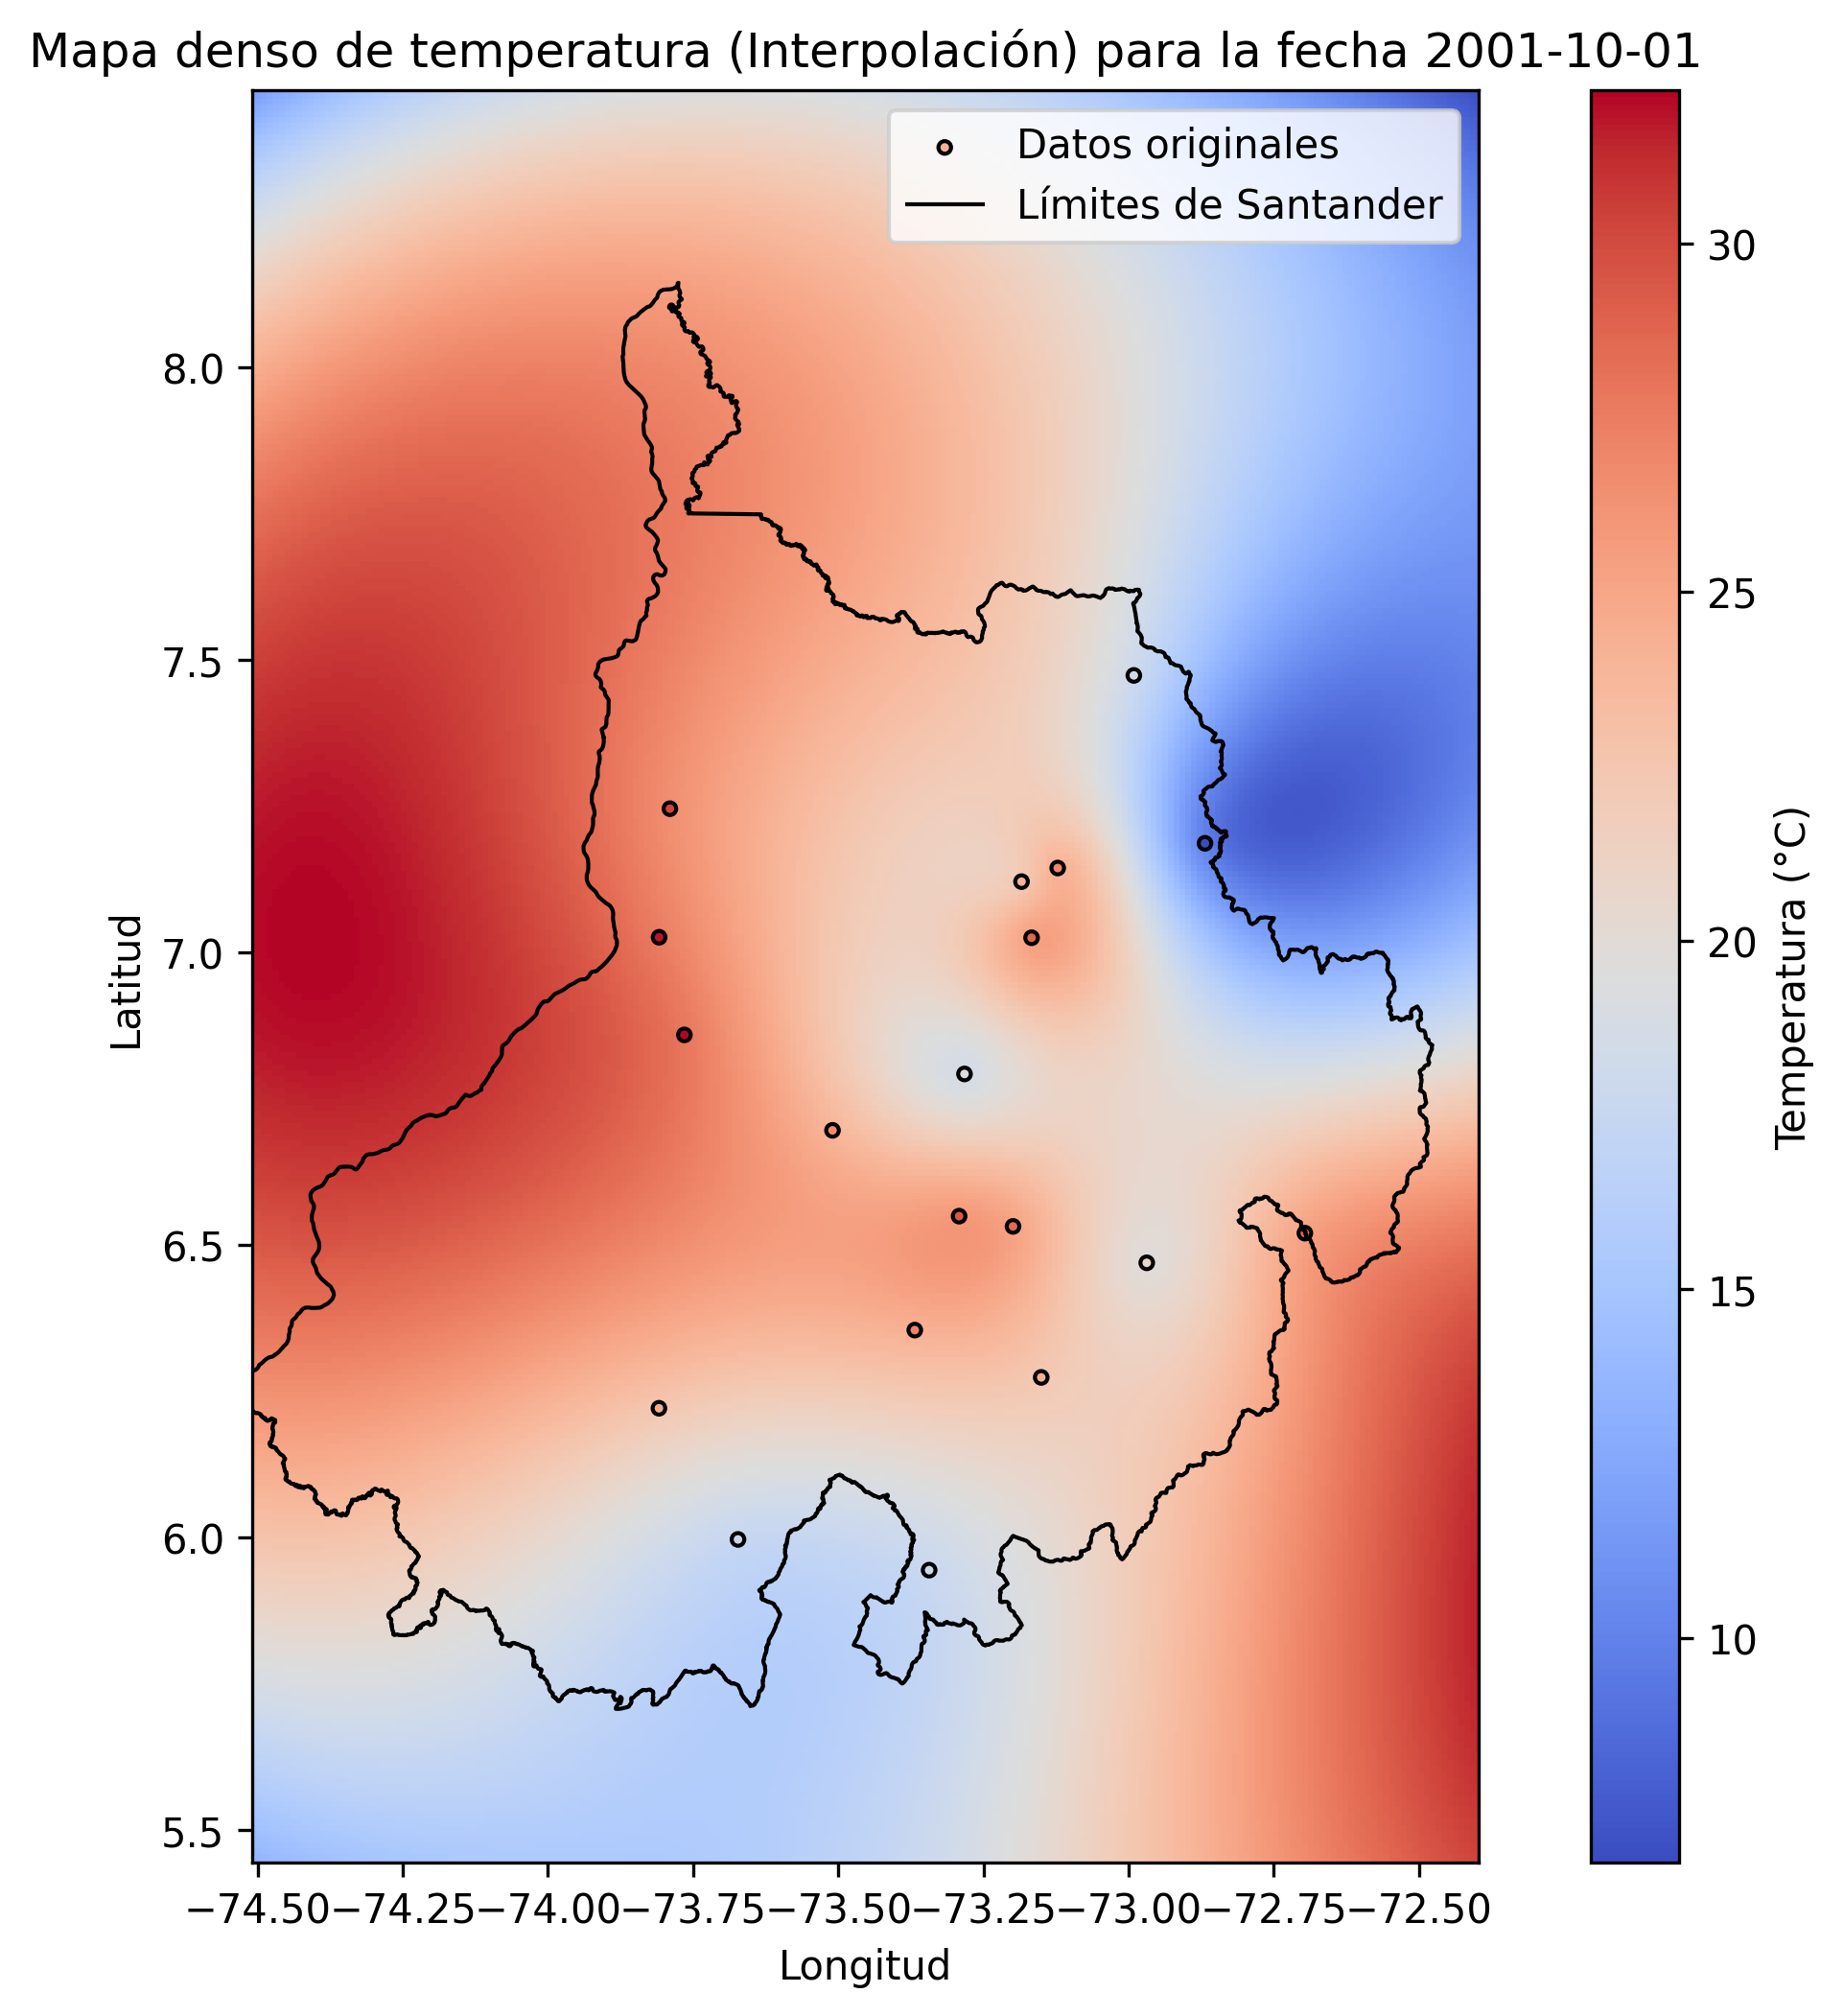 Mapa denso de temperatura (Interpolación) para la fecha 2001-10-01
Datos originales
Límites de Santander
8.0
7.5
7.0
6.5
6.0
5.5
Latitud
−74.50 −74.25 −74.00 −73.75 −73.50 −73.25 −73.00 −72.75 −72.50
Longitud
30
25
20
15
10
Temperatura (°C)